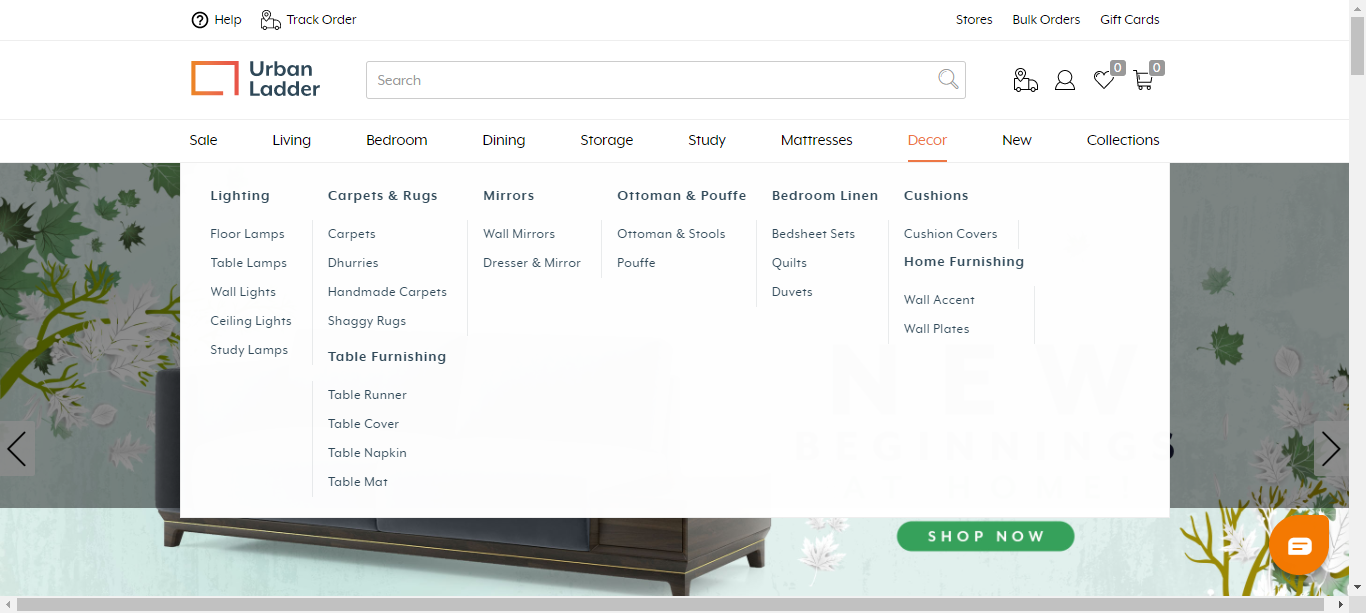 Help
Track Order
Stores
Bulk Orders
Gift Cards
Urban
Ladder
Search
0
0
Sale
Living
Bedroom
Dining
Storage
Study
Mattresses
Decor
New
Collections
Lighting
Floor Lamps
Table Lamps
Wall Lights
Ceiling Lights
Study Lamps
Carpets & Rugs
Carpets
Dhurries
Handmade Carpets
Shaggy Rugs
Table Furnishing
Table Runner
Table Cover
Table Napkin
Table Mat
Mirrors
Wall Mirrors
Dresser & Mirror
Ottoman & Pouffe
Ottoman & Stools
Pouffe
Bedroom Linen
Bedsheet Sets
Quilts
Duvets
Cushions
Cushion Covers
Home Furnishing
Wall Accent
Wall Plates
NEW
BEGINNINGS
SHOP NOW